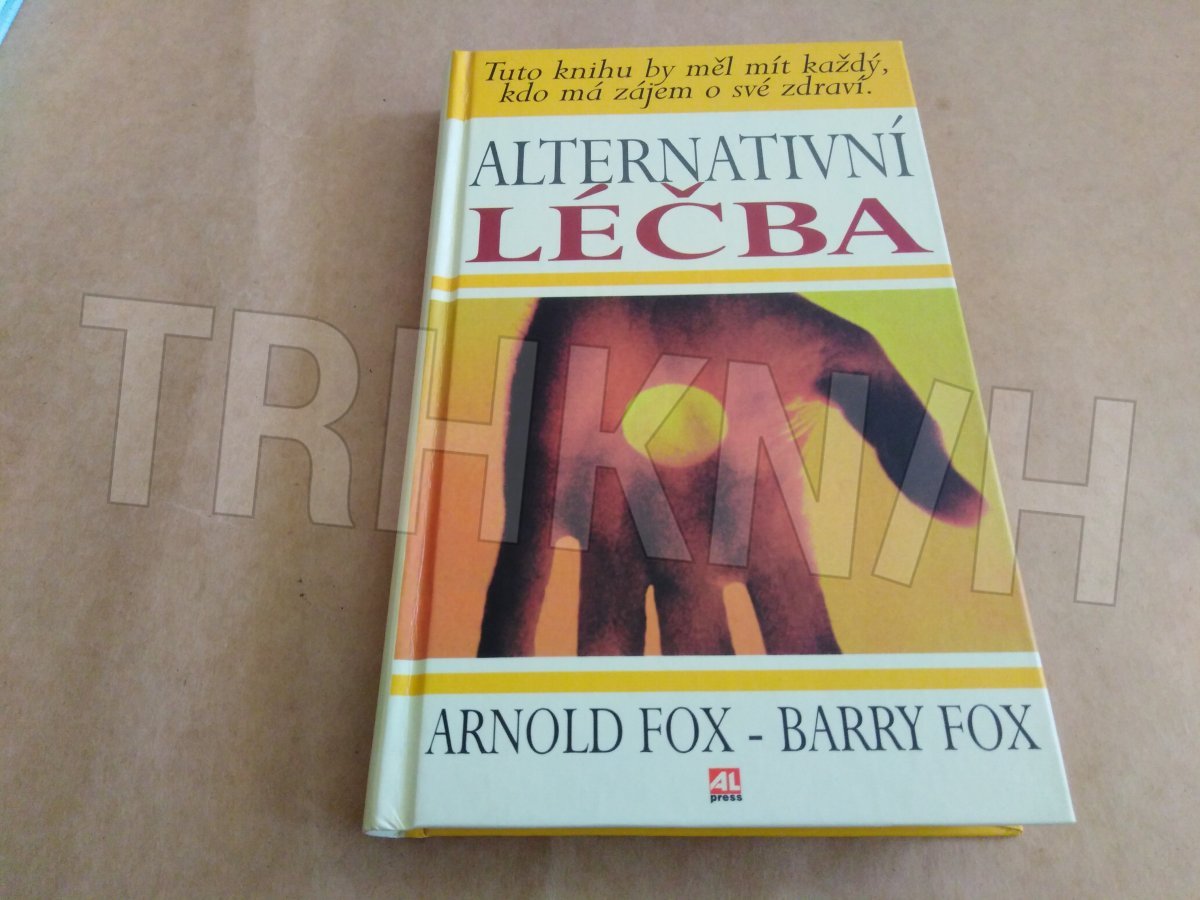 Tuto knihu by měl mít každý,
kdo má zájem o své zdraví.
ALTERNATIVNÍ
LÉČBA
TRHKNIH
ARNOLD FOX - BARRY FOX
AL
press